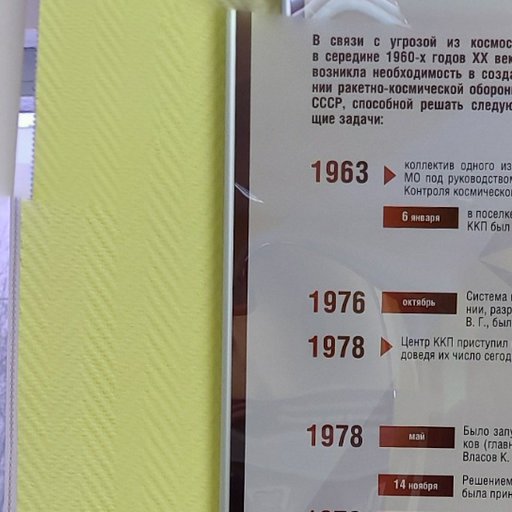 В связи с угрозой из космос
в середине 1960-х годов XX век
возникла необходимость в созда
нии ракетно-космической оборон
СССР, способной решать следую
щие задачи:
1963
коллектив одного из
МО под руководством
Контроля космическо
6 января
в поселке
ККП был
1976
октябрь
Система
нии, разр
В. Г., был
1978
Центр ККП приступил
доведя их число сегод
1978
май
Было запу
ков (главн
Власов К.
14 ноября
Решением
была прин